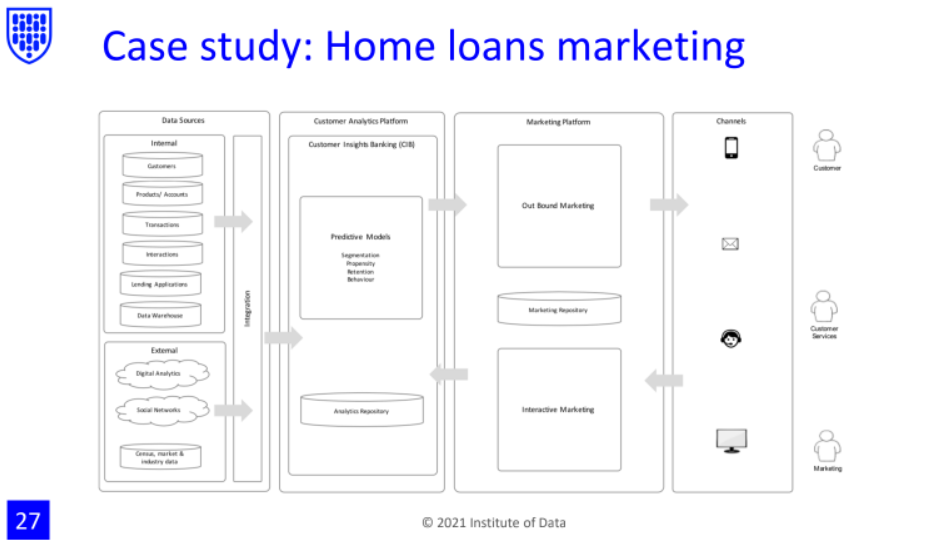 Case study: Home loans marketing
Data Sources
Internal
Customers
Products/ Accounts
Transactions
Interactions
Lending Applications
Data Warehouse
External
Digital Analytics
Social Networks
Census, market &
industry data
Integration
Customer Analytics Platform
Customer Insights Banking (CIB)
Predictive Models
Segmentation
Propensity
Retention
Behaviour
Analytics Repository
Marketing Platform
Out Bound Marketing
Marketing Repository
Interactive Marketing
Channels
Customer
Customer
Services
Marketing
27
© 2021 Institute of Data